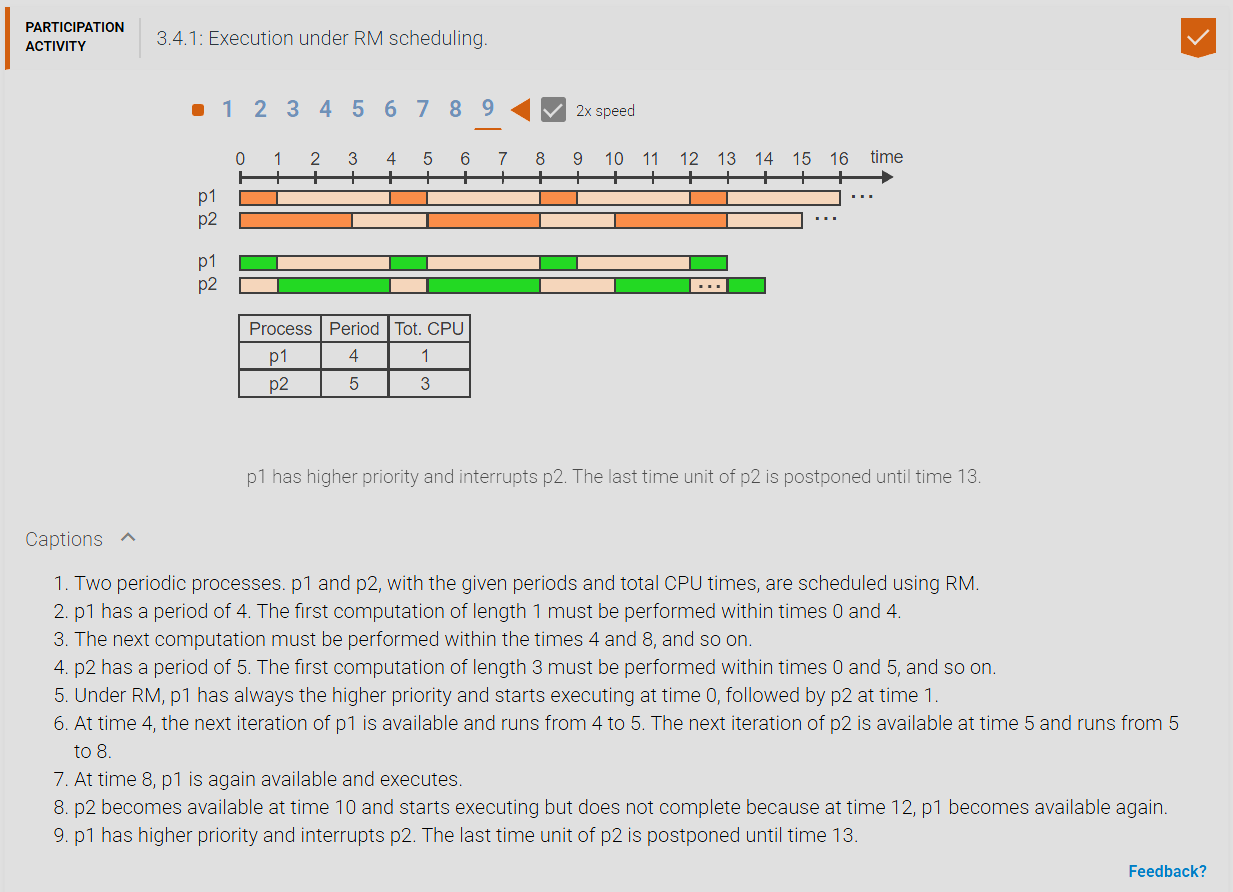 PARTICIPATION
ACTIVITY
3.4.1: Execution under RM scheduling.
1 2 3 4 5 6 7 8 9 2x speed
0 1 2 3 4 5 6 7 8 9 10 11 12 13 14 15 16 time
p1 ...
p2 ...
p1
p2 ...
Process Period Tot. CPU
p1 4 1
p2 5 3
p1 has higher priority and interrupts p2. The last time unit of p2 is postponed until time 13.
Captions
1. Two periodic processes. p1 and p2, with the given periods and total CPU times, are scheduled using RM.
2. p1 has a period of 4. The first computation of length 1 must be performed within times 0 and 4.
3. The next computation must be performed within the times 4 and 8, and so on.
4. p2 has a period of 5. The first computation of length 3 must be performed within times 0 and 5, and so on.
5. Under RM, p1 has always the higher priority and starts executing at time 0, followed by p2 at time 1.
6. At time 4, the next iteration of p1 is available and runs from 4 to 5. The next iteration of p2 is available at time 5 and runs from 5
to 8.
7. At time 8, p1 is again available and executes.
8. p2 becomes available at time 10 and starts executing but does not complete because at time 12, p1 becomes available again.
9. p1 has higher priority and interrupts p2. The last time unit of p2 is postponed until time 13.
Feedback?